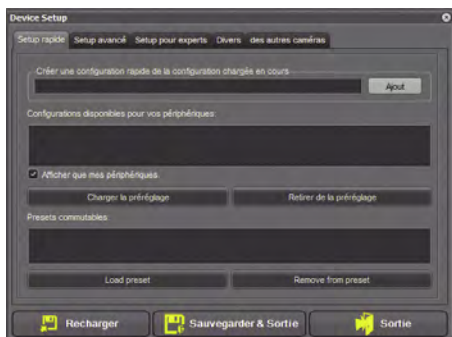 Device Setup
Setup rapide Setup avancé Setup pour experts Divers des autres caméras
Créer une configuration rapide de la configuration chargés en cours
Ajout
Configurations disponibles pour vos périphériques:
Afficher que mes périphériques.
Charger la préréglage Retirer de la préréglage
Presets commutables
Load preset Remove from preset
Recharger Sauvegarder & Sortie Sortie